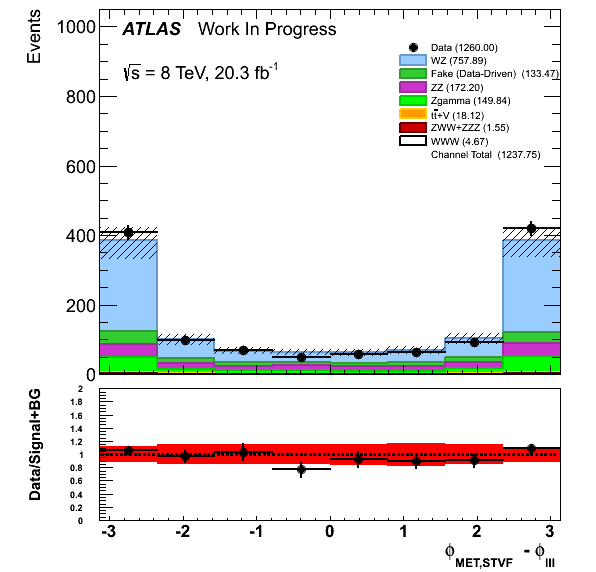 Events
1000
800
600
400
200
0
ATLAS Work In Progress
√s = 8 TeV, 20.3 fb⁻¹
Data (1260.00)
WZ (757.89)
Fake (Data-Driven) (133.47)
ZZ (172.20)
Zgamma (149.84)
tt̄+V (18.12)
ZWW+ZZZ (1.55)
WWW (4.67)
Channel Total (1237.75)
Data/Signal+BG
2
1.8
1.6
1.4
1.2
1
0.8
0.6
0.4
0.2
0
-3 -2 -1 0 1 2 3
ϕMET,STVF - ϕlll